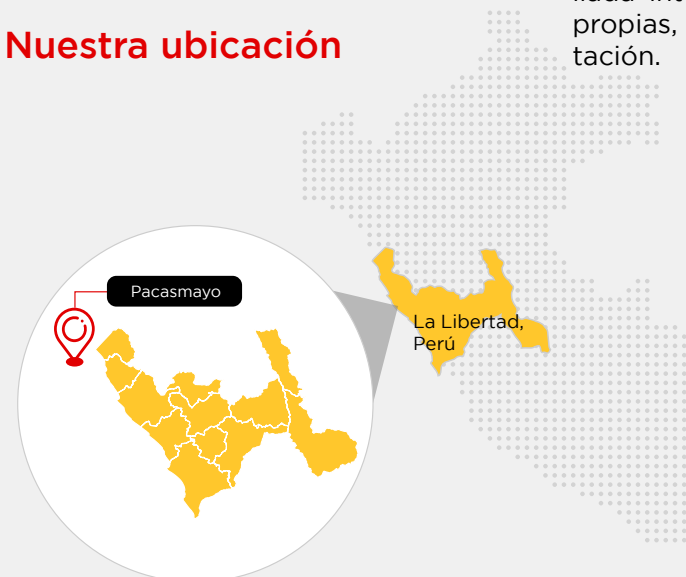 propias,
tación.
Nuestra ubicación
Pacasmayo
La Libertad,
Perú